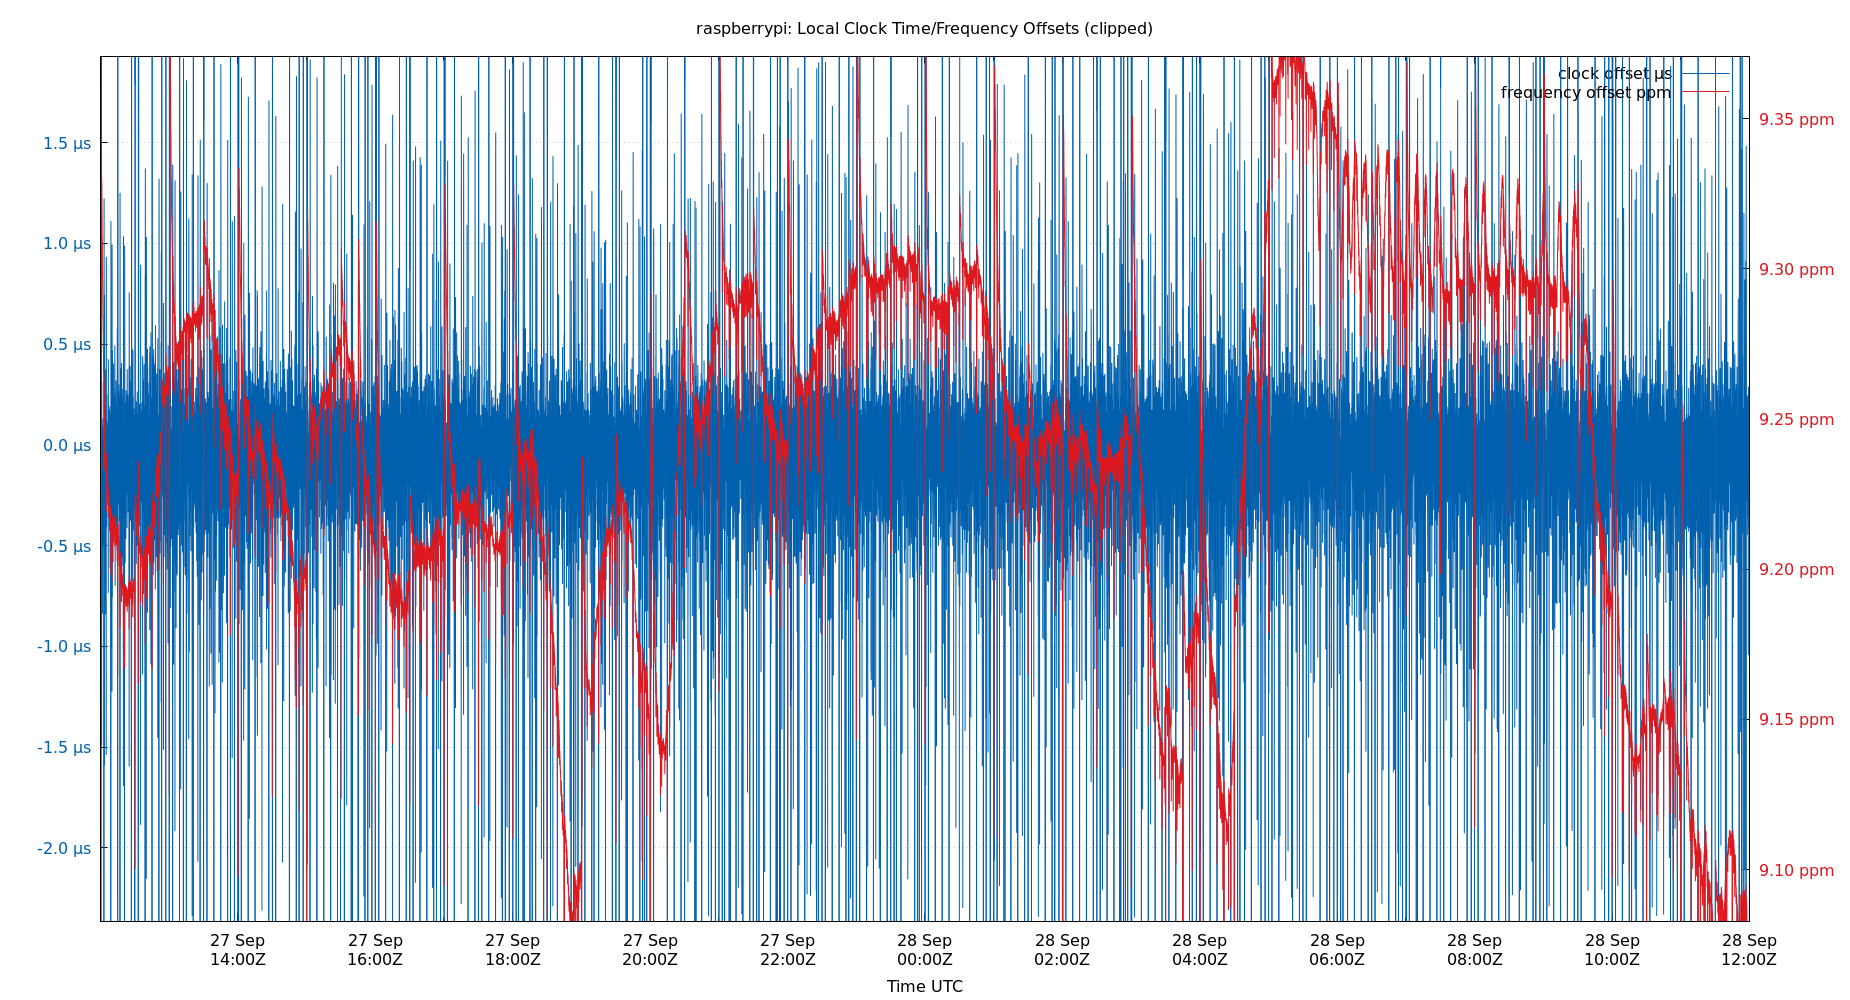 raspberrypi: Local Clock Time/Frequency Offsets (clipped)
clock offset µs
frequency offset ppm
1.5 µs
1.0 µs
0.5 µs
0.0 µs
-0.5 µs
-1.0 µs
-1.5 µs
-2.0 µs
9.35 ppm
9.30 ppm
9.25 ppm
9.20 ppm
9.15 ppm
9.10 ppm
27 Sep 27 Sep 27 Sep 27 Sep 27 Sep 28 Sep 28 Sep 28 Sep 28 Sep 28 Sep 28 Sep 28 Sep
14:00Z 16:00Z 18:00Z 20:00Z 22:00Z 00:00Z 02:00Z 04:00Z 06:00Z 08:00Z 10:00Z 12:00Z
Time UTC